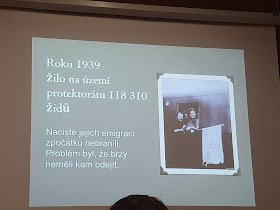 Roku 1939
žilo na území
protektorátu 118 310
židů
Nacisté jejich emigraci
zpočátku nebránili.
Problém byl, že brzy
neměli kam odejít.